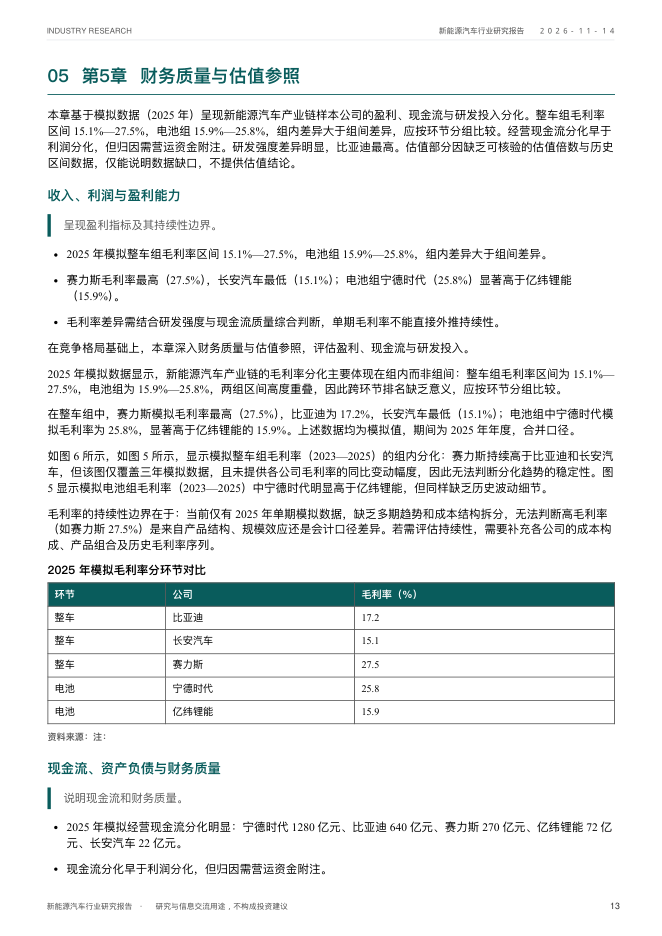 INDUSTRY RESEARCH
新能源汽车行业研究报告 2026-11-14
05 第5章 财务质量与估值参照
本章基于模拟数据（2025 年）呈现新能源汽车产业链样本公司的盈利、现金流与研发投入分化。整车组毛利率
区间 15.1%—27.5%，电池组 15.9%—25.8%，组内差异大于组间差异，应按环节分组比较。经营现金流分化早于
利润分化，但归因需营运资金附注。研发强度差异明显，比亚迪最高。估值部分因缺乏可核验的估值倍数与历史
区间数据，仅能说明数据缺口，不提供估值结论。
收入、利润与盈利能力
呈现盈利指标及其持续性边界。
• 2025 年模拟整车组毛利率区间 15.1%—27.5%，电池组 15.9%—25.8%，组内差异大于组间差异。
• 赛力斯毛利率最高（27.5%），长安汽车最低（15.1%）；电池组宁德时代（25.8%）显著高于亿纬锂能
（15.9%）。
• 毛利率差异需结合研发强度与现金流质量综合判断，单期毛利率不能直接外推持续性。
在竞争格局基础上，本章深入财务质量与估值参照，评估盈利、现金流与研发投入。
2025 年模拟数据显示，新能源汽车产业链的毛利率分化主要体现在组内而非组间：整车组毛利率区间为 15.1%—
27.5%，电池组为 15.9%—25.8%，两组区间高度重叠，因此跨环节排名缺乏意义，应按环节分组比较。
在整车组中，赛力斯模拟毛利率最高（27.5%），比亚迪为 17.2%，长安汽车最低（15.1%）；电池组中宁德时代模
拟毛利率为 25.8%，显著高于亿纬锂能的 15.9%。上述数据均为模拟值，期间为 2025 年年度，合并口径。
如图 6 所示，如图 5 所示，显示模拟整车组毛利率（2023—2025）的组内分化：赛力斯持续高于比亚迪和长安汽
车，但该图仅覆盖三年模拟数据，且未提供各公司毛利率的同比变动幅度，因此无法判断分化趋势的稳定性。图
5 显示模拟电池组毛利率（2023—2025）中宁德时代明显高于亿纬锂能，但同样缺乏历史波动细节。
毛利率的持续性边界在于：当前仅有 2025 年单期模拟数据，缺乏多期趋势和成本结构拆分，无法判断高毛利率
（如赛力斯 27.5%）是来自产品结构、规模效应还是会计口径差异。若需评估持续性，需要补充各公司的成本构
成、产品组合及历史毛利率序列。
2025 年模拟毛利率分环节对比
环节 公司 毛利率（%）
整车 比亚迪 17.2
整车 长安汽车 15.1
整车 赛力斯 27.5
电池 宁德时代 25.8
电池 亿纬锂能 15.9
资料来源：注：
现金流、资产负债与财务质量
说明现金流和财务质量。
• 2025 年模拟经营现金流分化明显：宁德时代 1280 亿元、比亚迪 640 亿元、赛力斯 270 亿元、亿纬锂能 72 亿
元、长安汽车 22 亿元。
• 现金流分化早于利润分化，但归因需营运资金附注。
新能源汽车行业研究报告 · 研究与信息交流用途，不构成投资建议
13